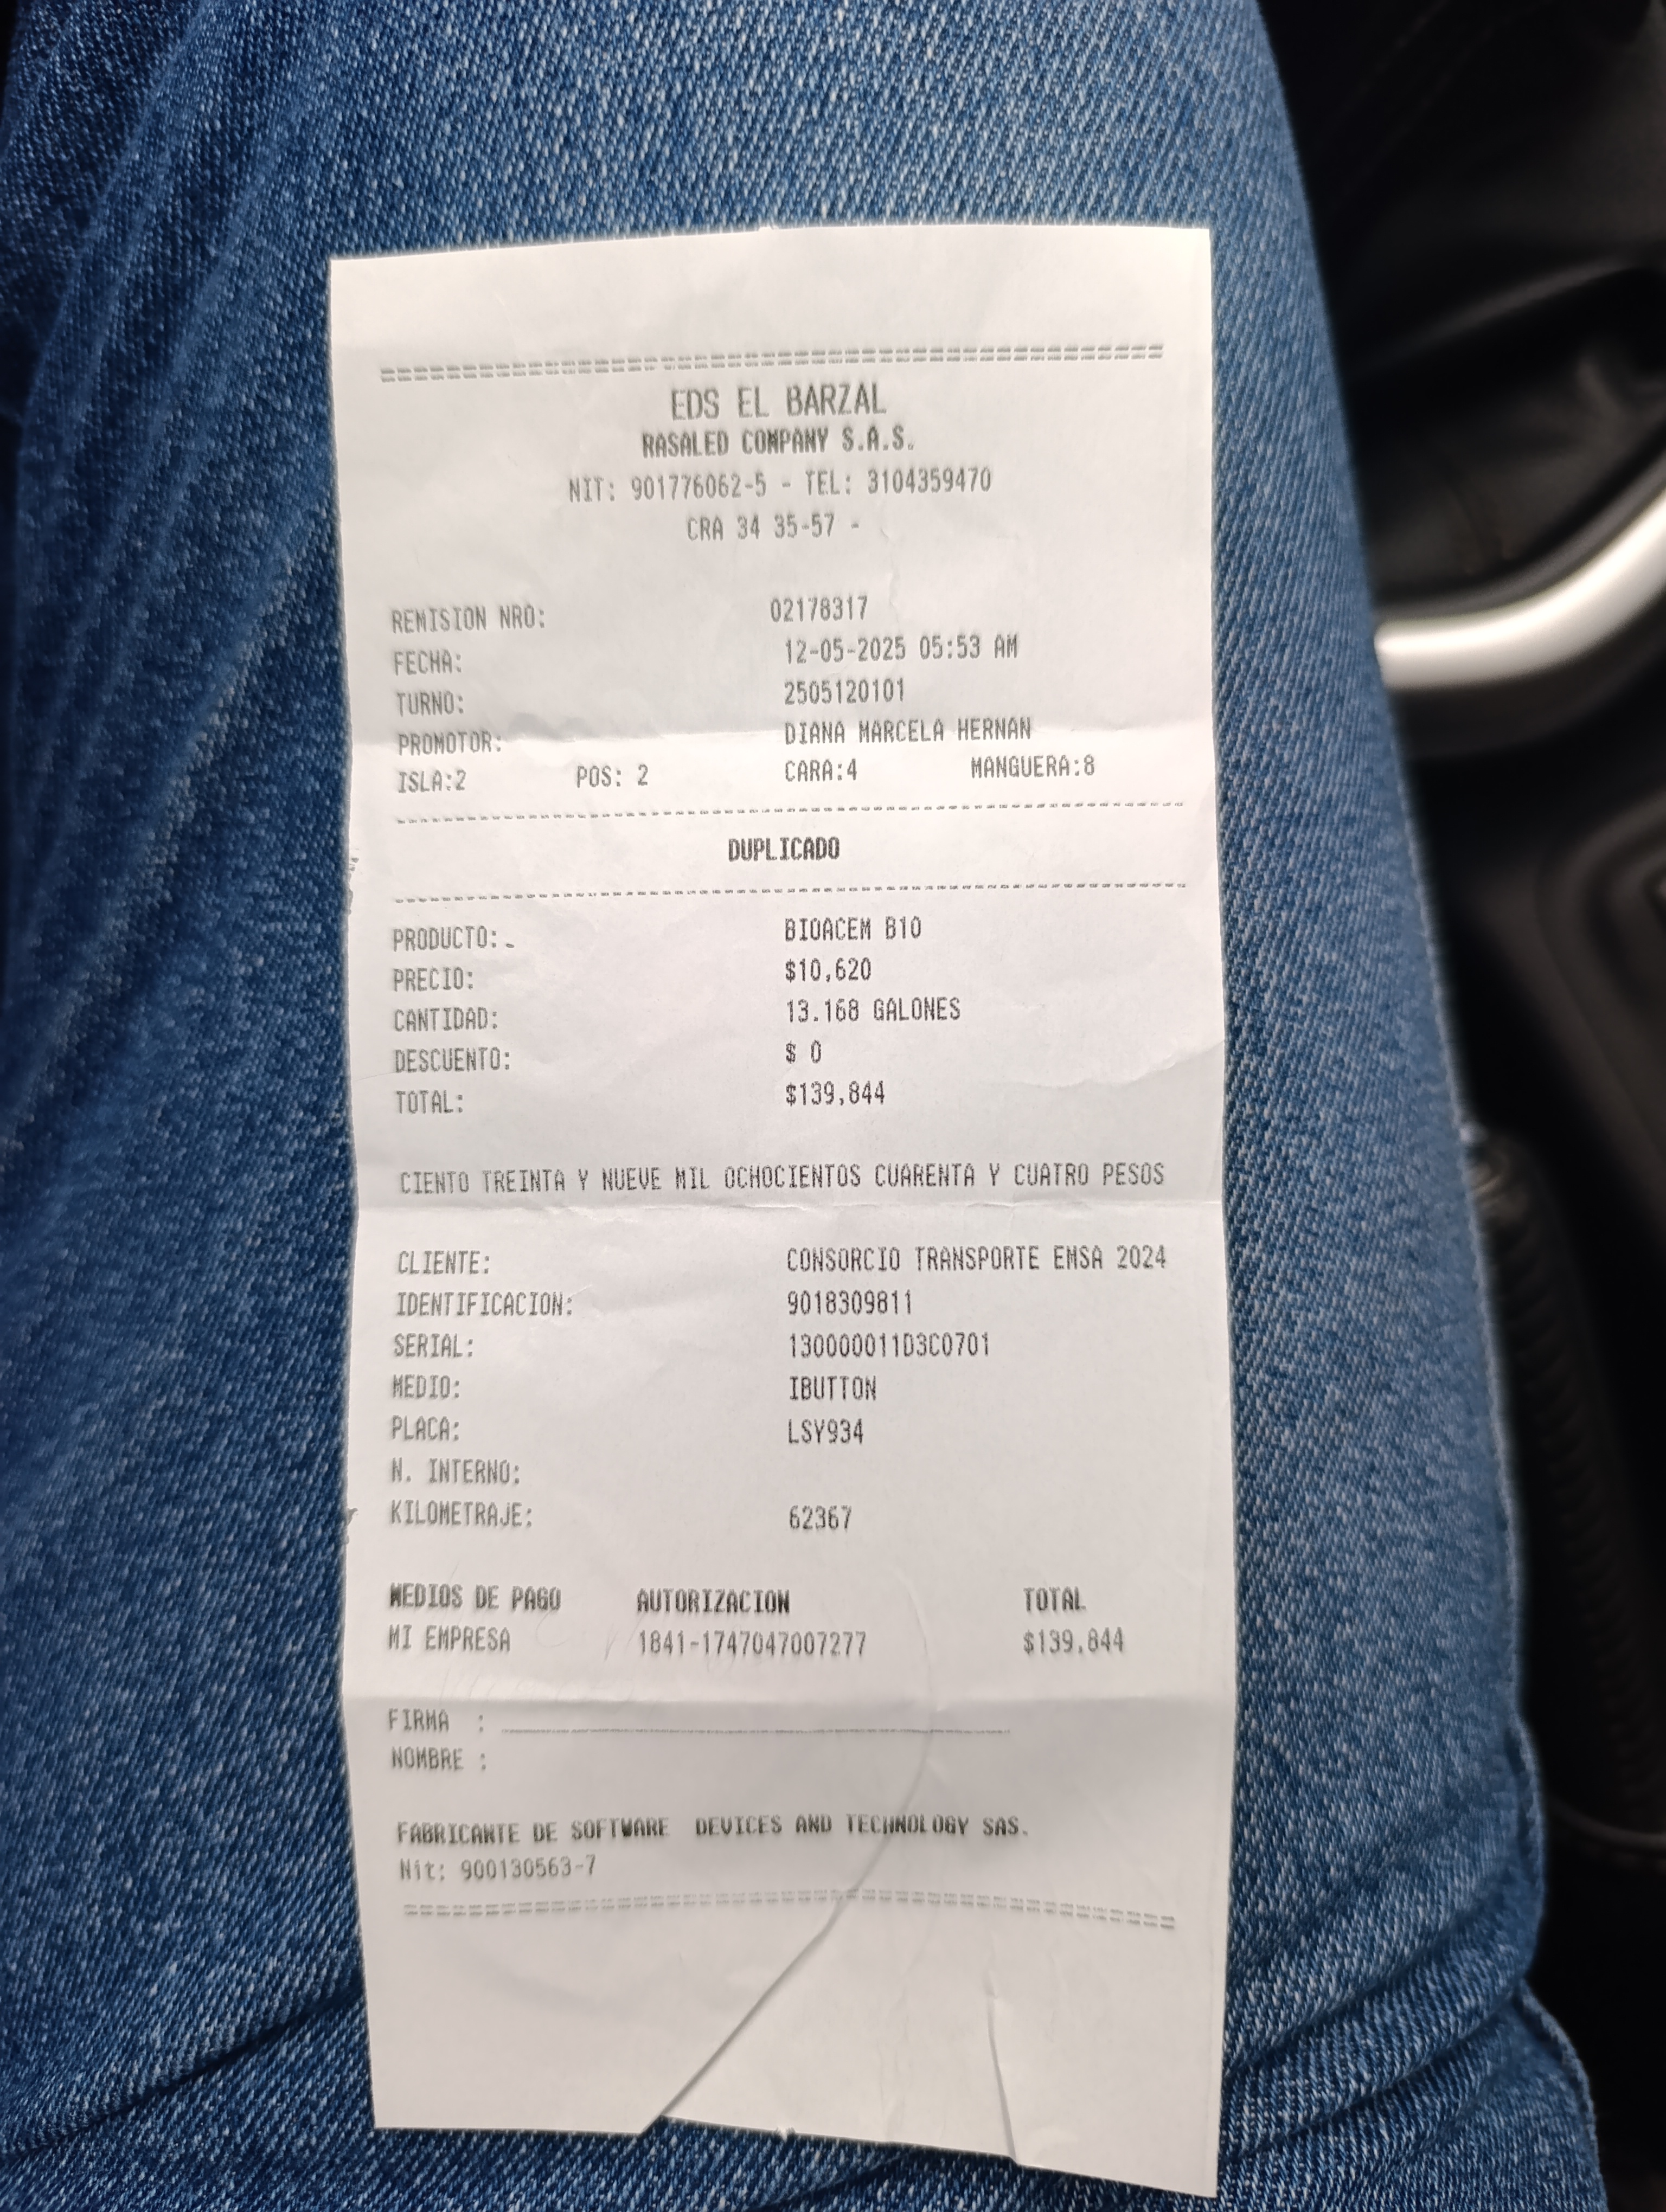 EDS EL BARZAL
RASALED COMPANY S.A.S.
NIT: 901776062-5 - TEL: 3104359470
CRA 34 35-57 -
REMISION NRO: 02178317
FECHA: 12-05-2025 05:53 AM
TURNO: 2505120101
PROMOTOR: DIANA MARCELA HERNAN
ISLA:2 POS: 2 CARA:4 MANGUERA:8
DUPLICADO
PRODUCTO: BIOACEM B10
PRECIO: $10,620
CANTIDAD: 13.168 GALONES
DESCUENTO: $ 0
TOTAL: $139,844
CIENTO TREINTA Y NUEVE MIL OCHOCIENTOS CUARENTA Y CUATRO PESOS
CLIENTE: CONSORCIO TRANSPORTE EMSA 2024
IDENTIFICACION: 9018309811
SERIAL: 130000011D3C0701
MEDIO: IBUTTON
PLACA: LSY934
N. INTERNO:
KILOMETRAJE: 62367
MEDIOS DE PAGO AUTORIZACION TOTAL
MI EMPRESA 1841-1747047007277 $139,844
FIRMA :
NOMBRE :
FABRICANTE DE SOFTWARE DEVICES AND TECHNOLOGY SAS.
Nit: 900130563-7